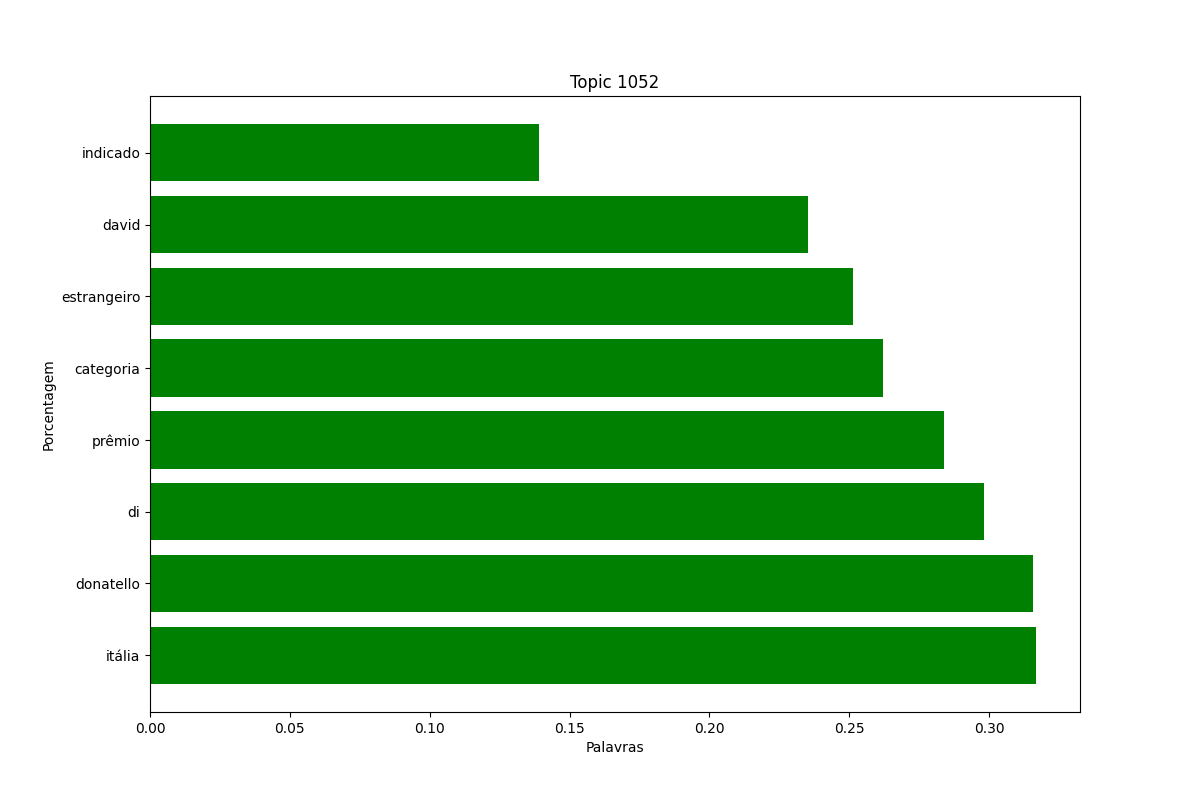 Topic 1052
indicado
david
estrangeiro
categoria
prêmio
di
donatello
itália
Porcentagem
0.00 0.05 0.10 0.15 0.20 0.25 0.30
Palavras